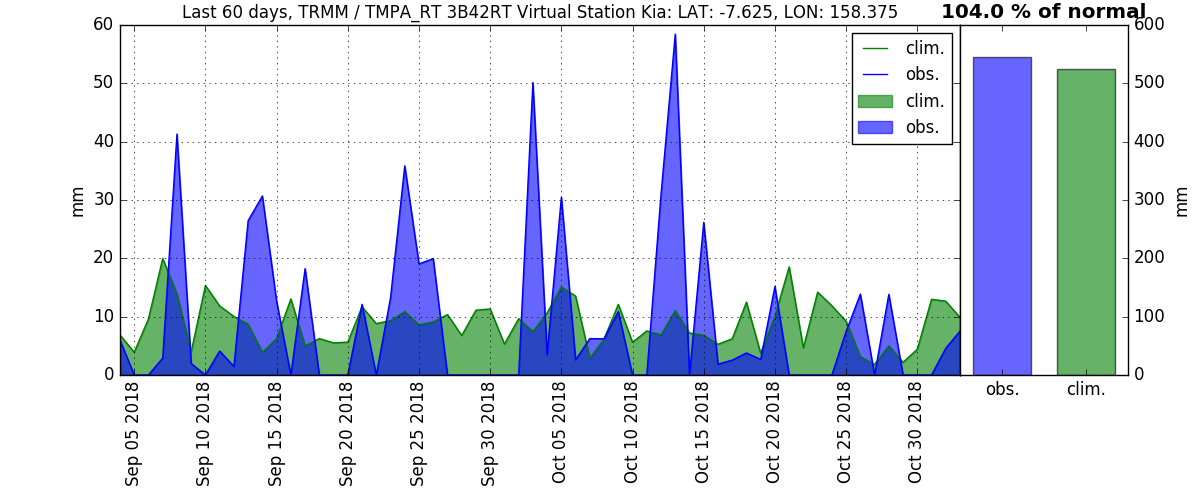 Last 60 days, TRMM / TMPA_RT 3B42RT Virtual Station Kia: LAT: -7.625, LON: 158.375
104.0 % of normal
60
50
40
30
20
10
0
mm
clim.
obs.
clim.
obs.
600
500
400
300
200
100
0
mm
Sep 05 2018
Sep 10 2018
Sep 15 2018
Sep 20 2018
Sep 25 2018
Sep 30 2018
Oct 05 2018
Oct 10 2018
Oct 15 2018
Oct 20 2018
Oct 25 2018
Oct 30 2018
obs.
clim.